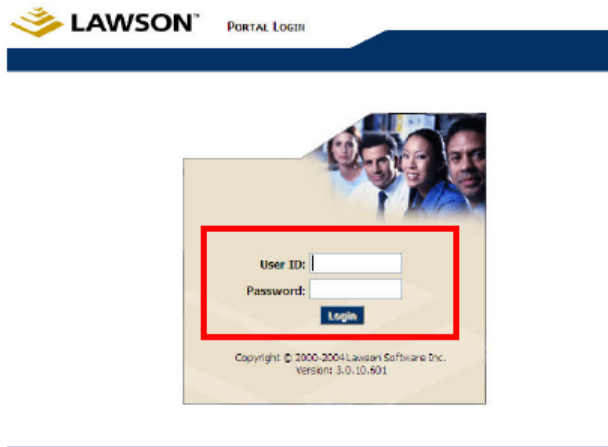 LAWSON™ PORTAL LOGIN
User ID:
Password:
Login
Copyright © 2000-2004 Lawson Software Inc.
Version: 3.0.10.601